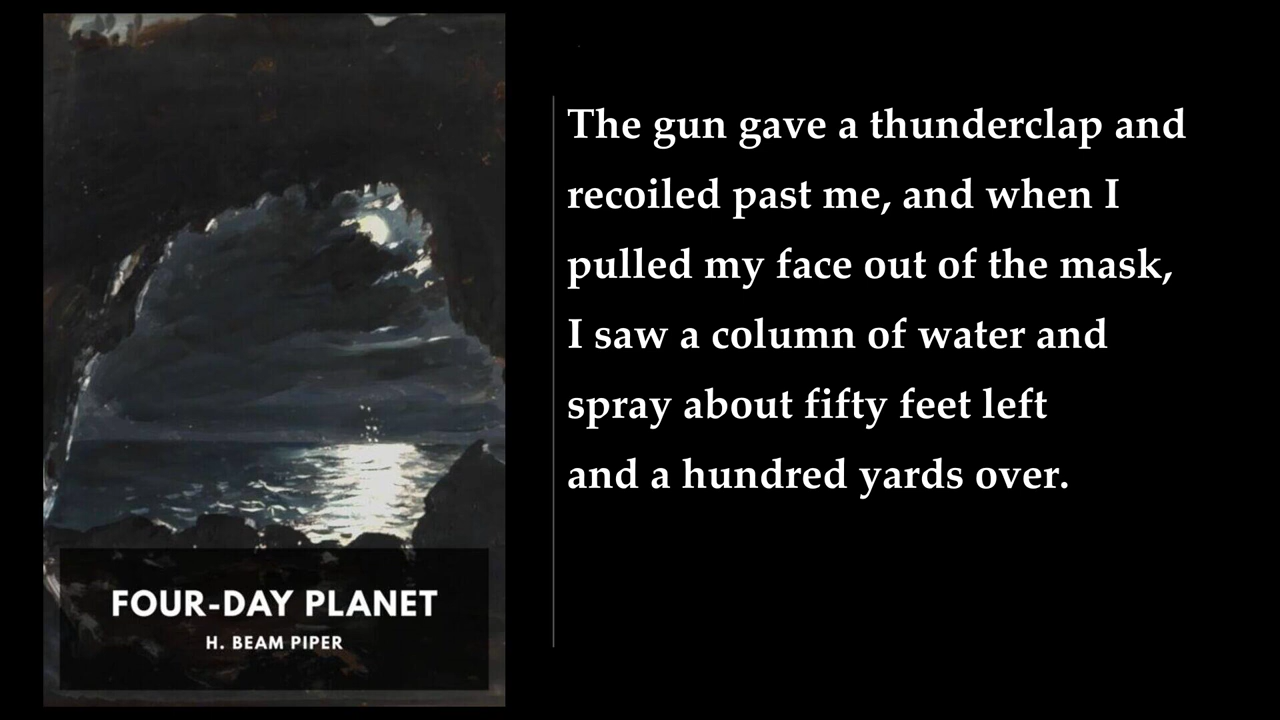 The gun gave a thunderclap and
recoiled past me, and when I
pulled my face out of the mask,
I saw a column of water and
spray about fifty feet left
and a hundred yards over.
FOUR-DAY PLANET
H. BEAM PIPER